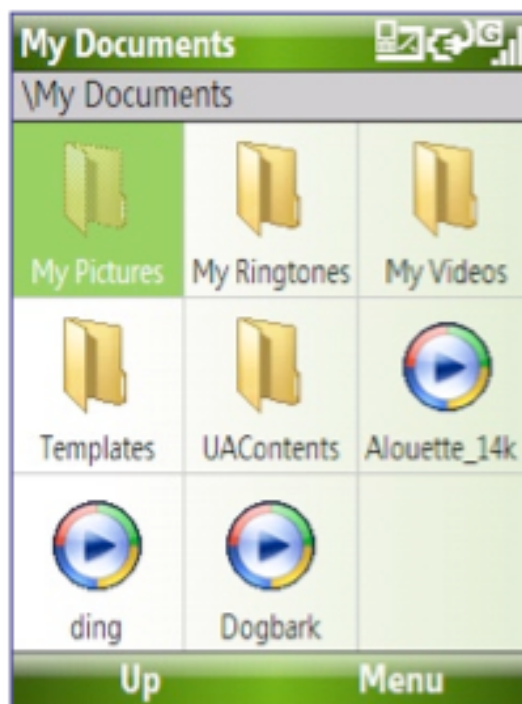 My Documents G
\My Documents
My Pictures My Ringtones My Videos
Templates UAContents Alouette_14k
ding Dogbark
Up Menu